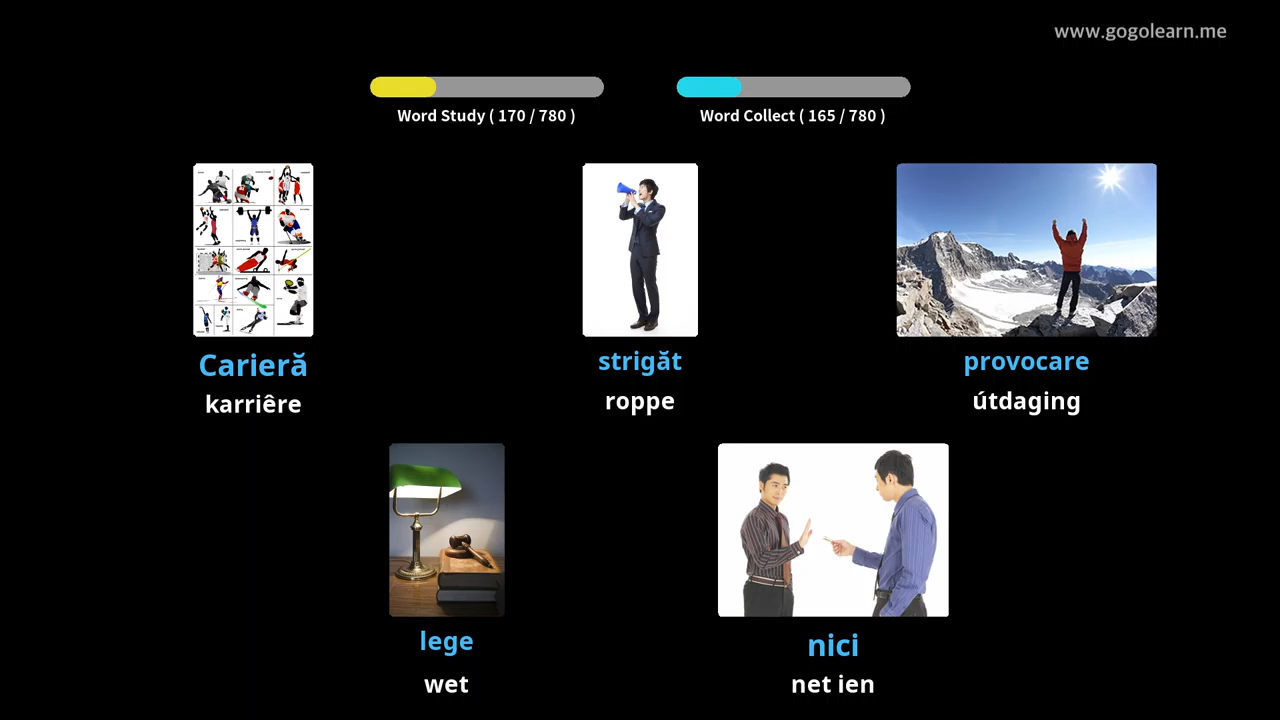 www.gogolearn.me
Word Study ( 170 / 780 )
Word Collect ( 165 / 780 )
Carieră
karriêre
strigăt
roppe
provocare
útdaging
lege
wet
nici
net ien